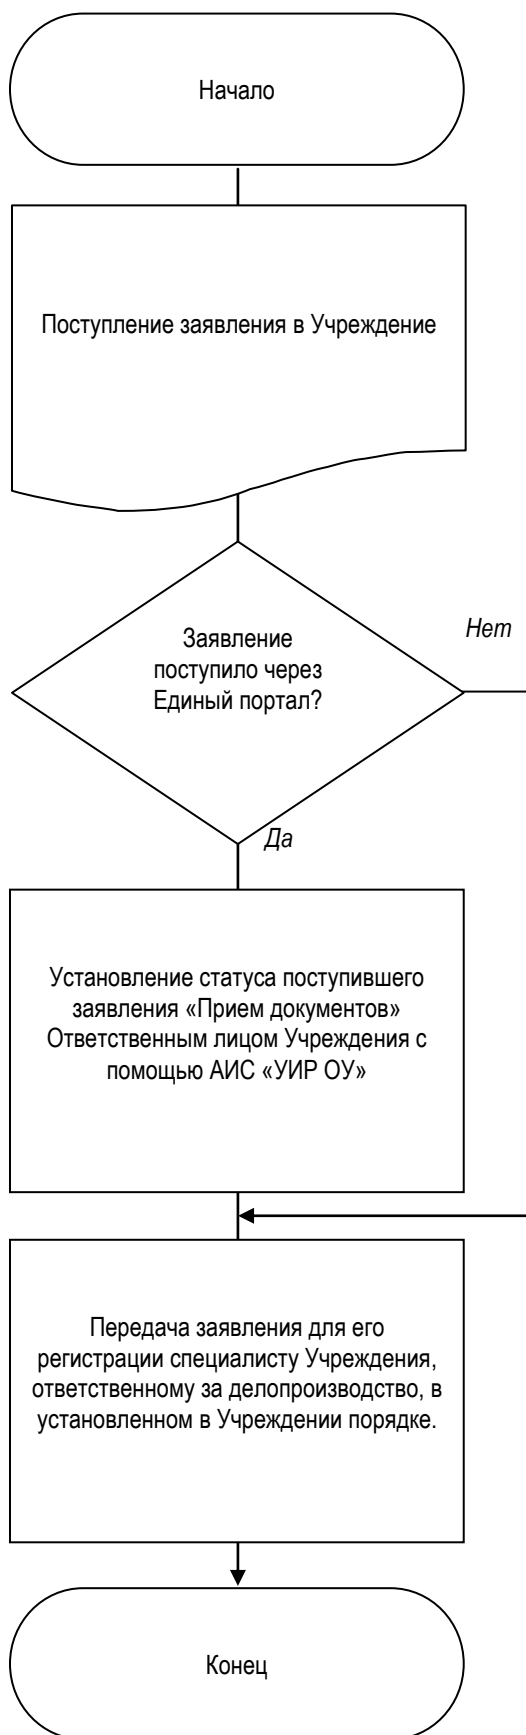 Начало
Поступление заявления в Учреждение
Заявление
поступило через
Единый портал?
Нет
Да
Установление статуса поступившего
заявления «Прием документов»
Ответственным лицом Учреждения с
помощью АИС «УИР ОУ»
Передача заявления для его
регистрации специалисту Учреждения,
ответственному за делопроизводство, в
установленном в Учреждении порядке.
Конец